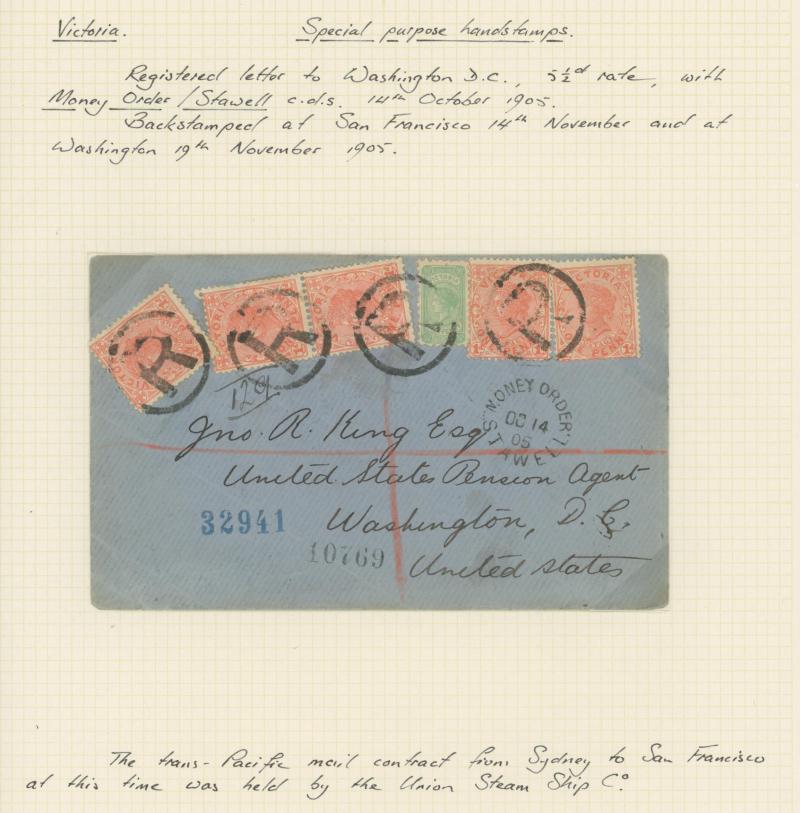 Victoria. Special purpose handstamps.
Registered letter to Washington D.C., 5½d rate, with
Money Order / Stawell c.d.s. 14th October 1905.
Backstamped at San Francisco 14th November and at
Washington 19th November 1905.
VICTORIA
R R R R
129
MONEY ORDER
OC 14
05
STAWELL
Jno. R. King Esq
United States Pension Agent
32941 Washington, D.C.
10769 United States
The trans-Pacific mail contract from Sydney to San Francisco
at this time was held by the Union Steam Ship Co.